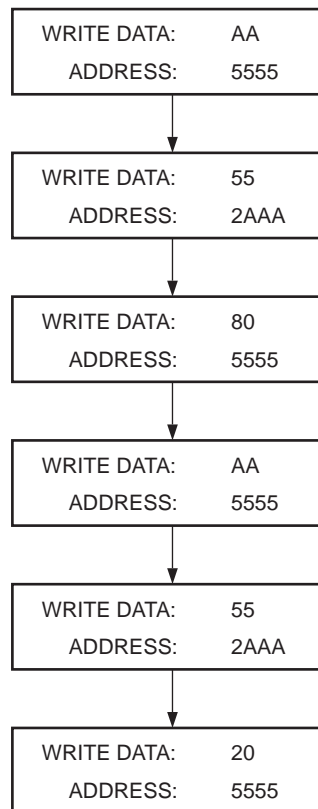 WRITE DATA: AA
ADDRESS: 5555
WRITE DATA: 55
ADDRESS: 2AAA
WRITE DATA: 80
ADDRESS: 5555
WRITE DATA: AA
ADDRESS: 5555
WRITE DATA: 55
ADDRESS: 2AAA
WRITE DATA: 20
ADDRESS: 5555